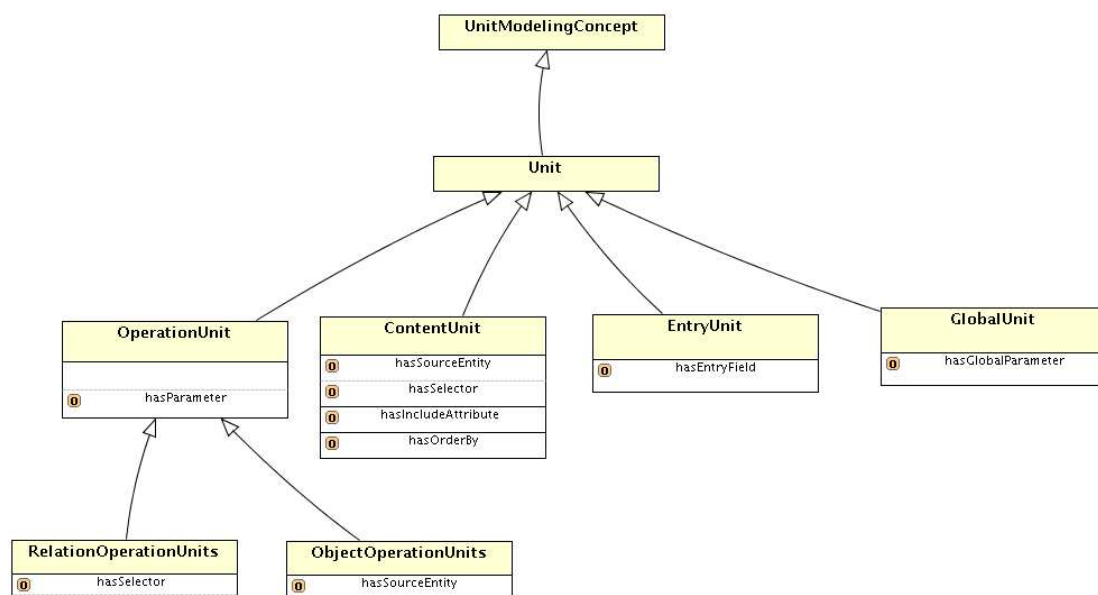 UnitModelingConcept
Unit
OperationUnit
O hasParameter
ContentUnit
O hasSourceEntity
O hasSelector
O hasIncludeAttribute
O hasOrderBy
EntryUnit
O hasEntryField
GlobalUnit
O hasGlobalParameter
RelationOperationUnits
O hasSelector
ObjectOperationUnits
O hasSourceEntity